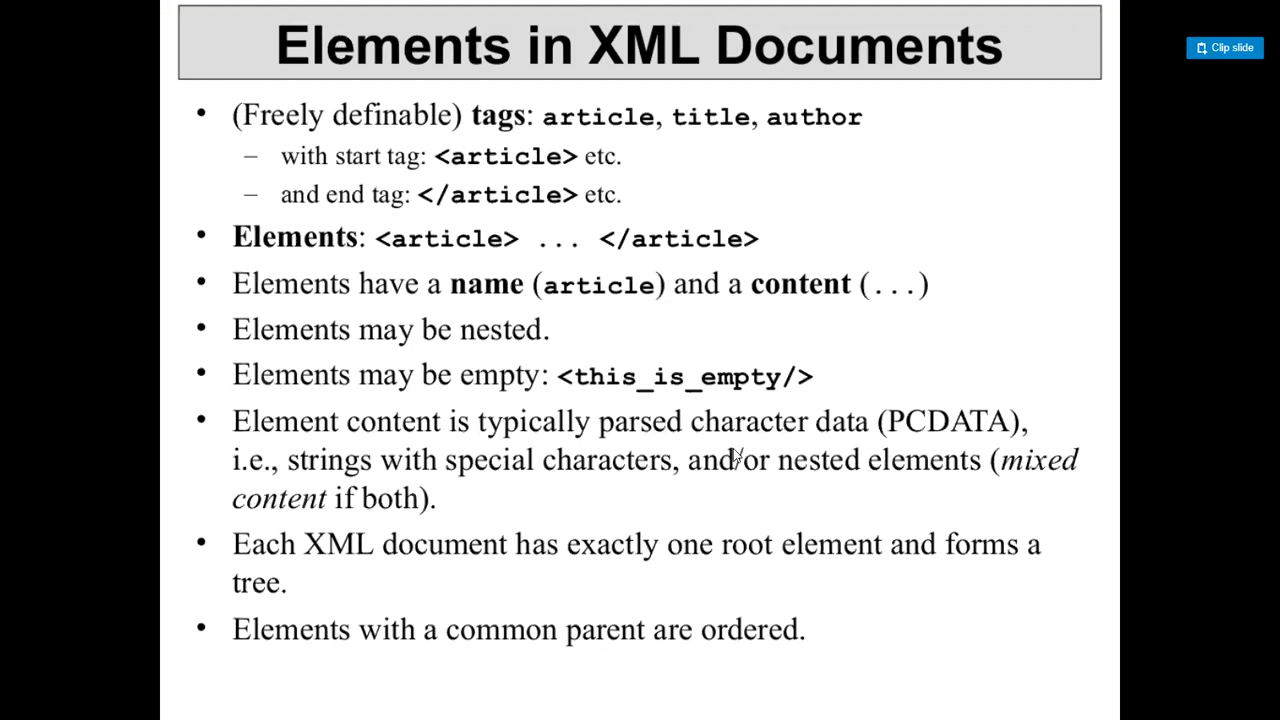 Elements in XML Documents
Clip slide
• (Freely definable) tags: article, title, author
– with start tag: <article> etc.
– and end tag: </article> etc.
• Elements: <article> ... </article>
• Elements have a name (article) and a content (...)
• Elements may be nested.
• Elements may be empty: <this_is_empty/>
• Element content is typically parsed character data (PCDATA),
i.e., strings with special characters, and/or nested elements (mixed
content if both).
• Each XML document has exactly one root element and forms a
tree.
• Elements with a common parent are ordered.